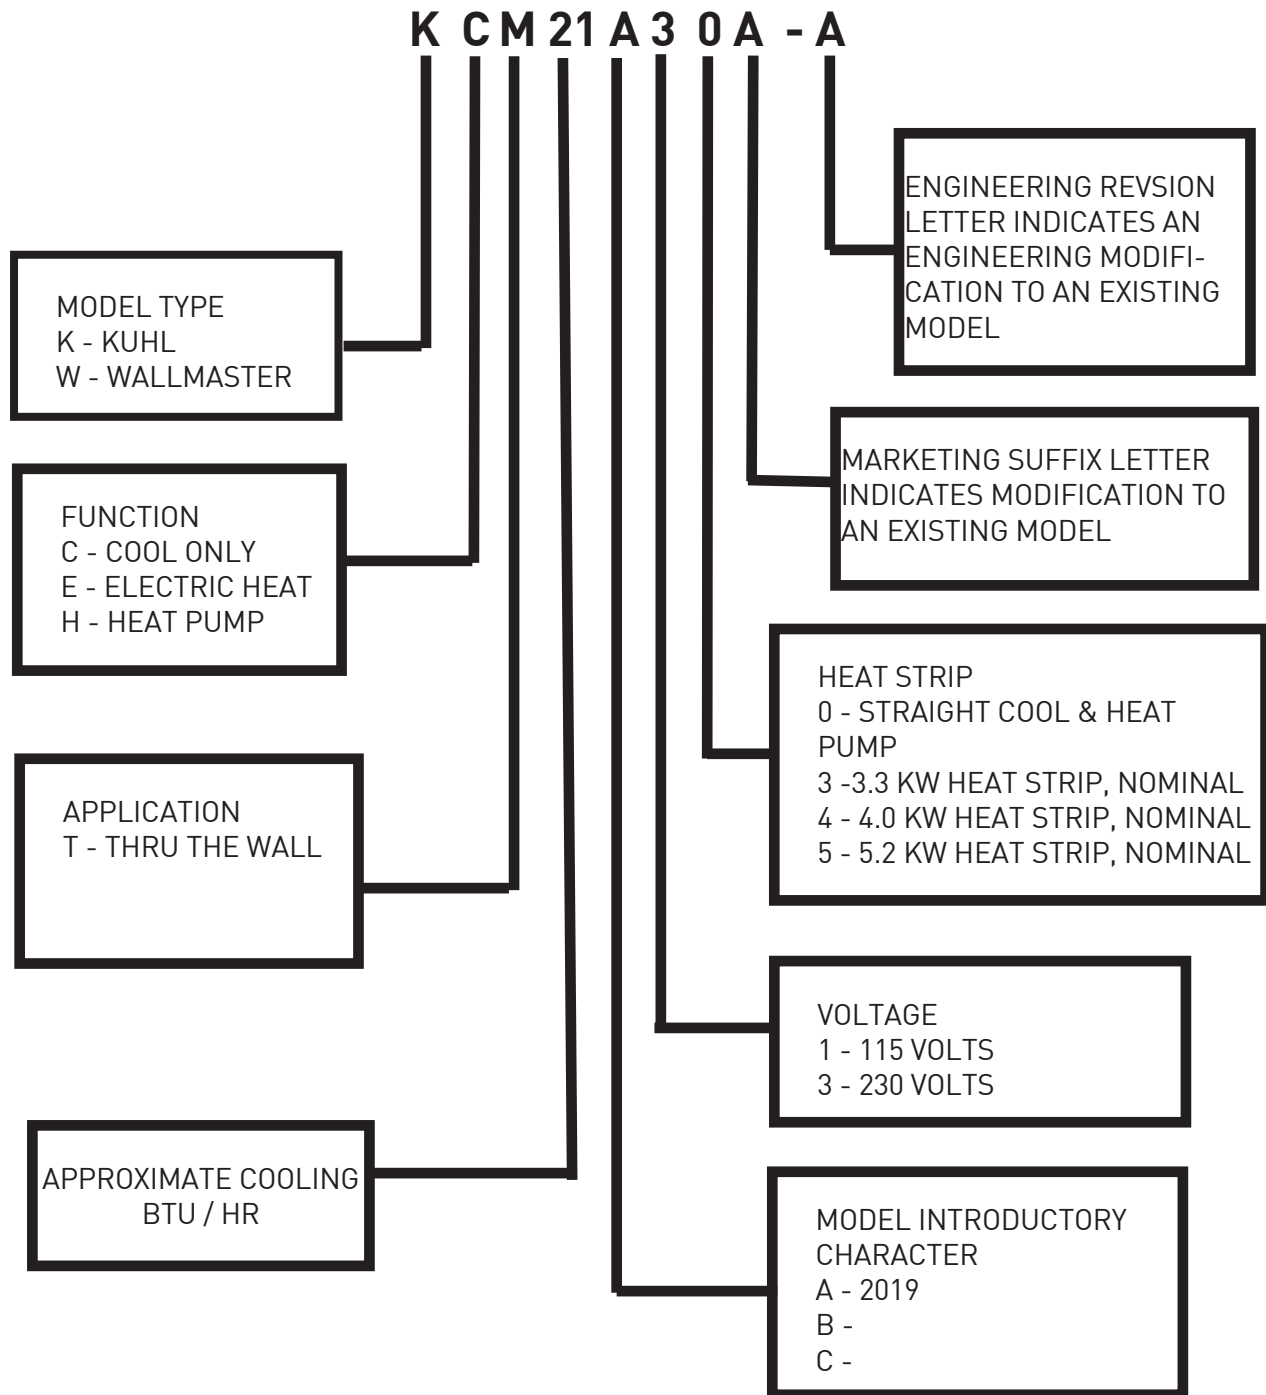 K C M 21 A 3 0 A - A
MODEL TYPE
K - KUHL
W - WALLMASTER
FUNCTION
C - COOL ONLY
E - ELECTRIC HEAT
H - HEAT PUMP
APPLICATION
T - THRU THE WALL
APPROXIMATE COOLING
BTU / HR
ENGINEERING REVSION
LETTER INDICATES AN
ENGINEERING MODIFI-
CATION TO AN EXISTING
MODEL
MARKETING SUFFIX LETTER
INDICATES MODIFICATION TO
AN EXISTING MODEL
HEAT STRIP
0 - STRAIGHT COOL & HEAT
PUMP
3 -3.3 KW HEAT STRIP, NOMINAL
4 - 4.0 KW HEAT STRIP, NOMINAL
5 - 5.2 KW HEAT STRIP, NOMINAL
VOLTAGE
1 - 115 VOLTS
3 - 230 VOLTS
MODEL INTRODUCTORY
CHARACTER
A - 2019
B -
C -